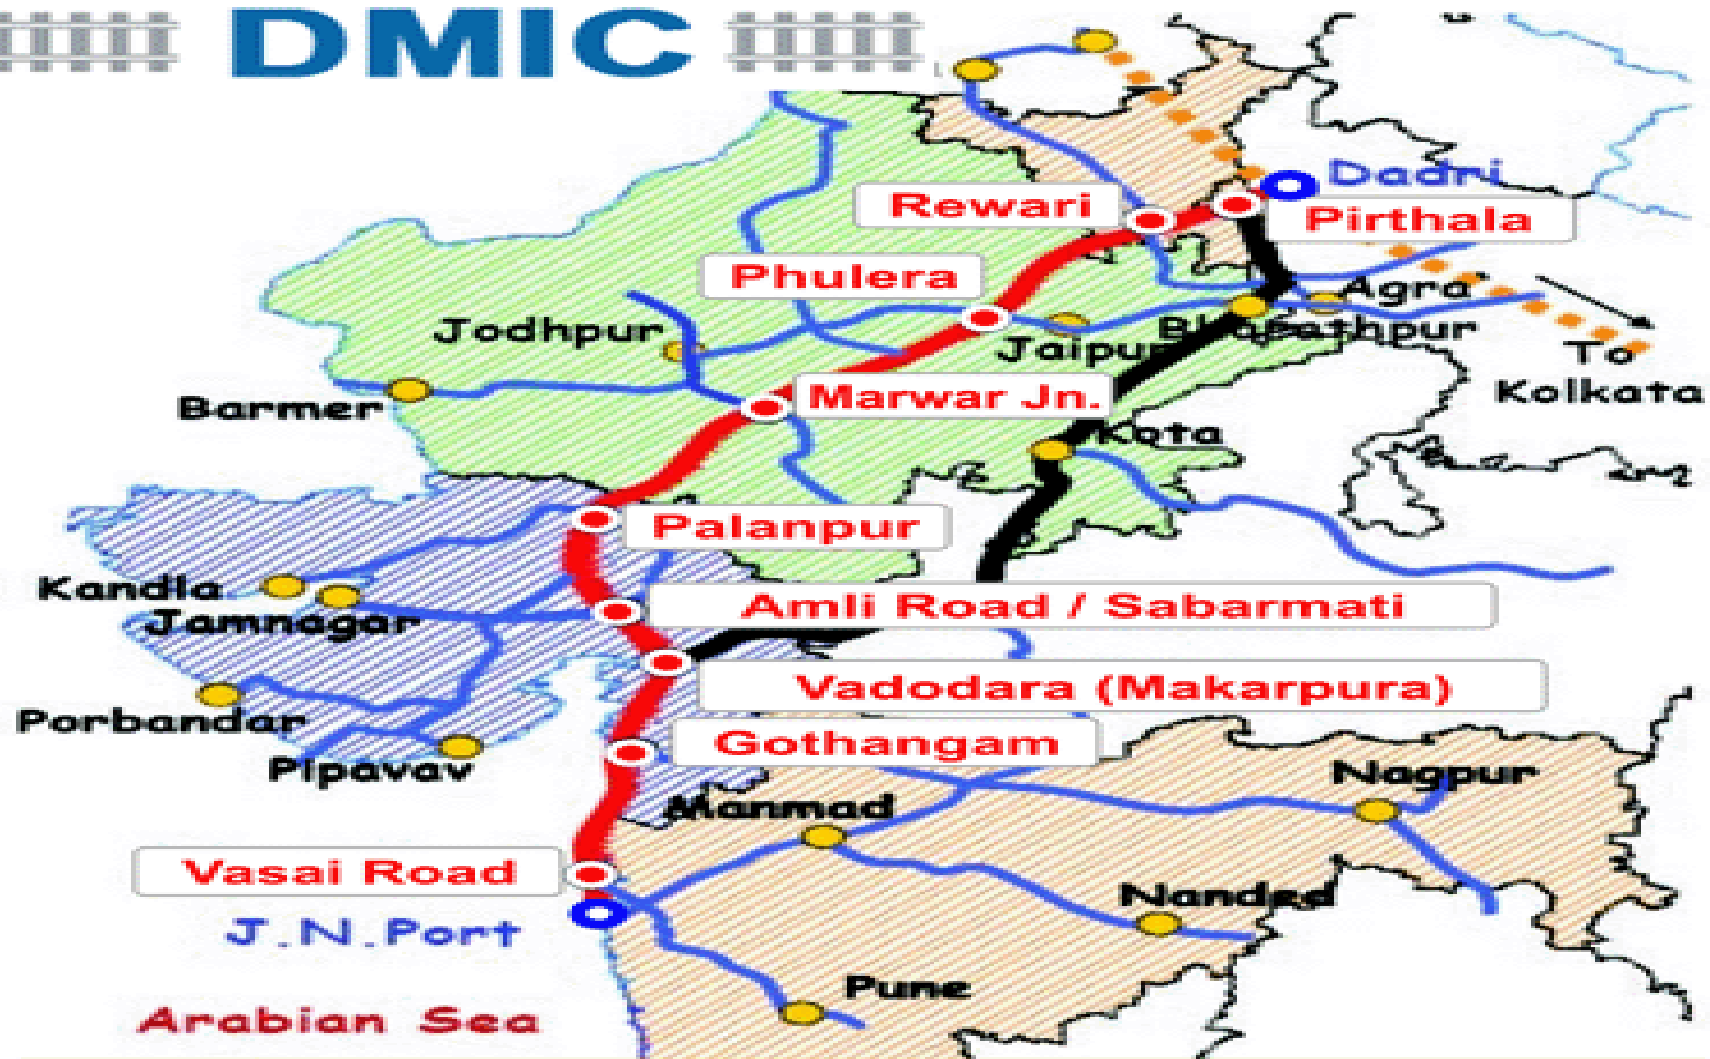 DMIC
Dadri
Rewari
Pirthala
Phulera
Agra
Jodhpur
Bharathpur
Jaipur
To
Kolkata
Barmer
Marwar Jn.
Kota
Palanpur
Kandla
Amli Road / Sabarmati
Jamnagar
Vadodara (Makarpura)
Porbandar
Gothangam
Pipavav
Nagpur
Manmad
Vasai Road
Nanded
J.N.Port
Pune
Arabian Sea